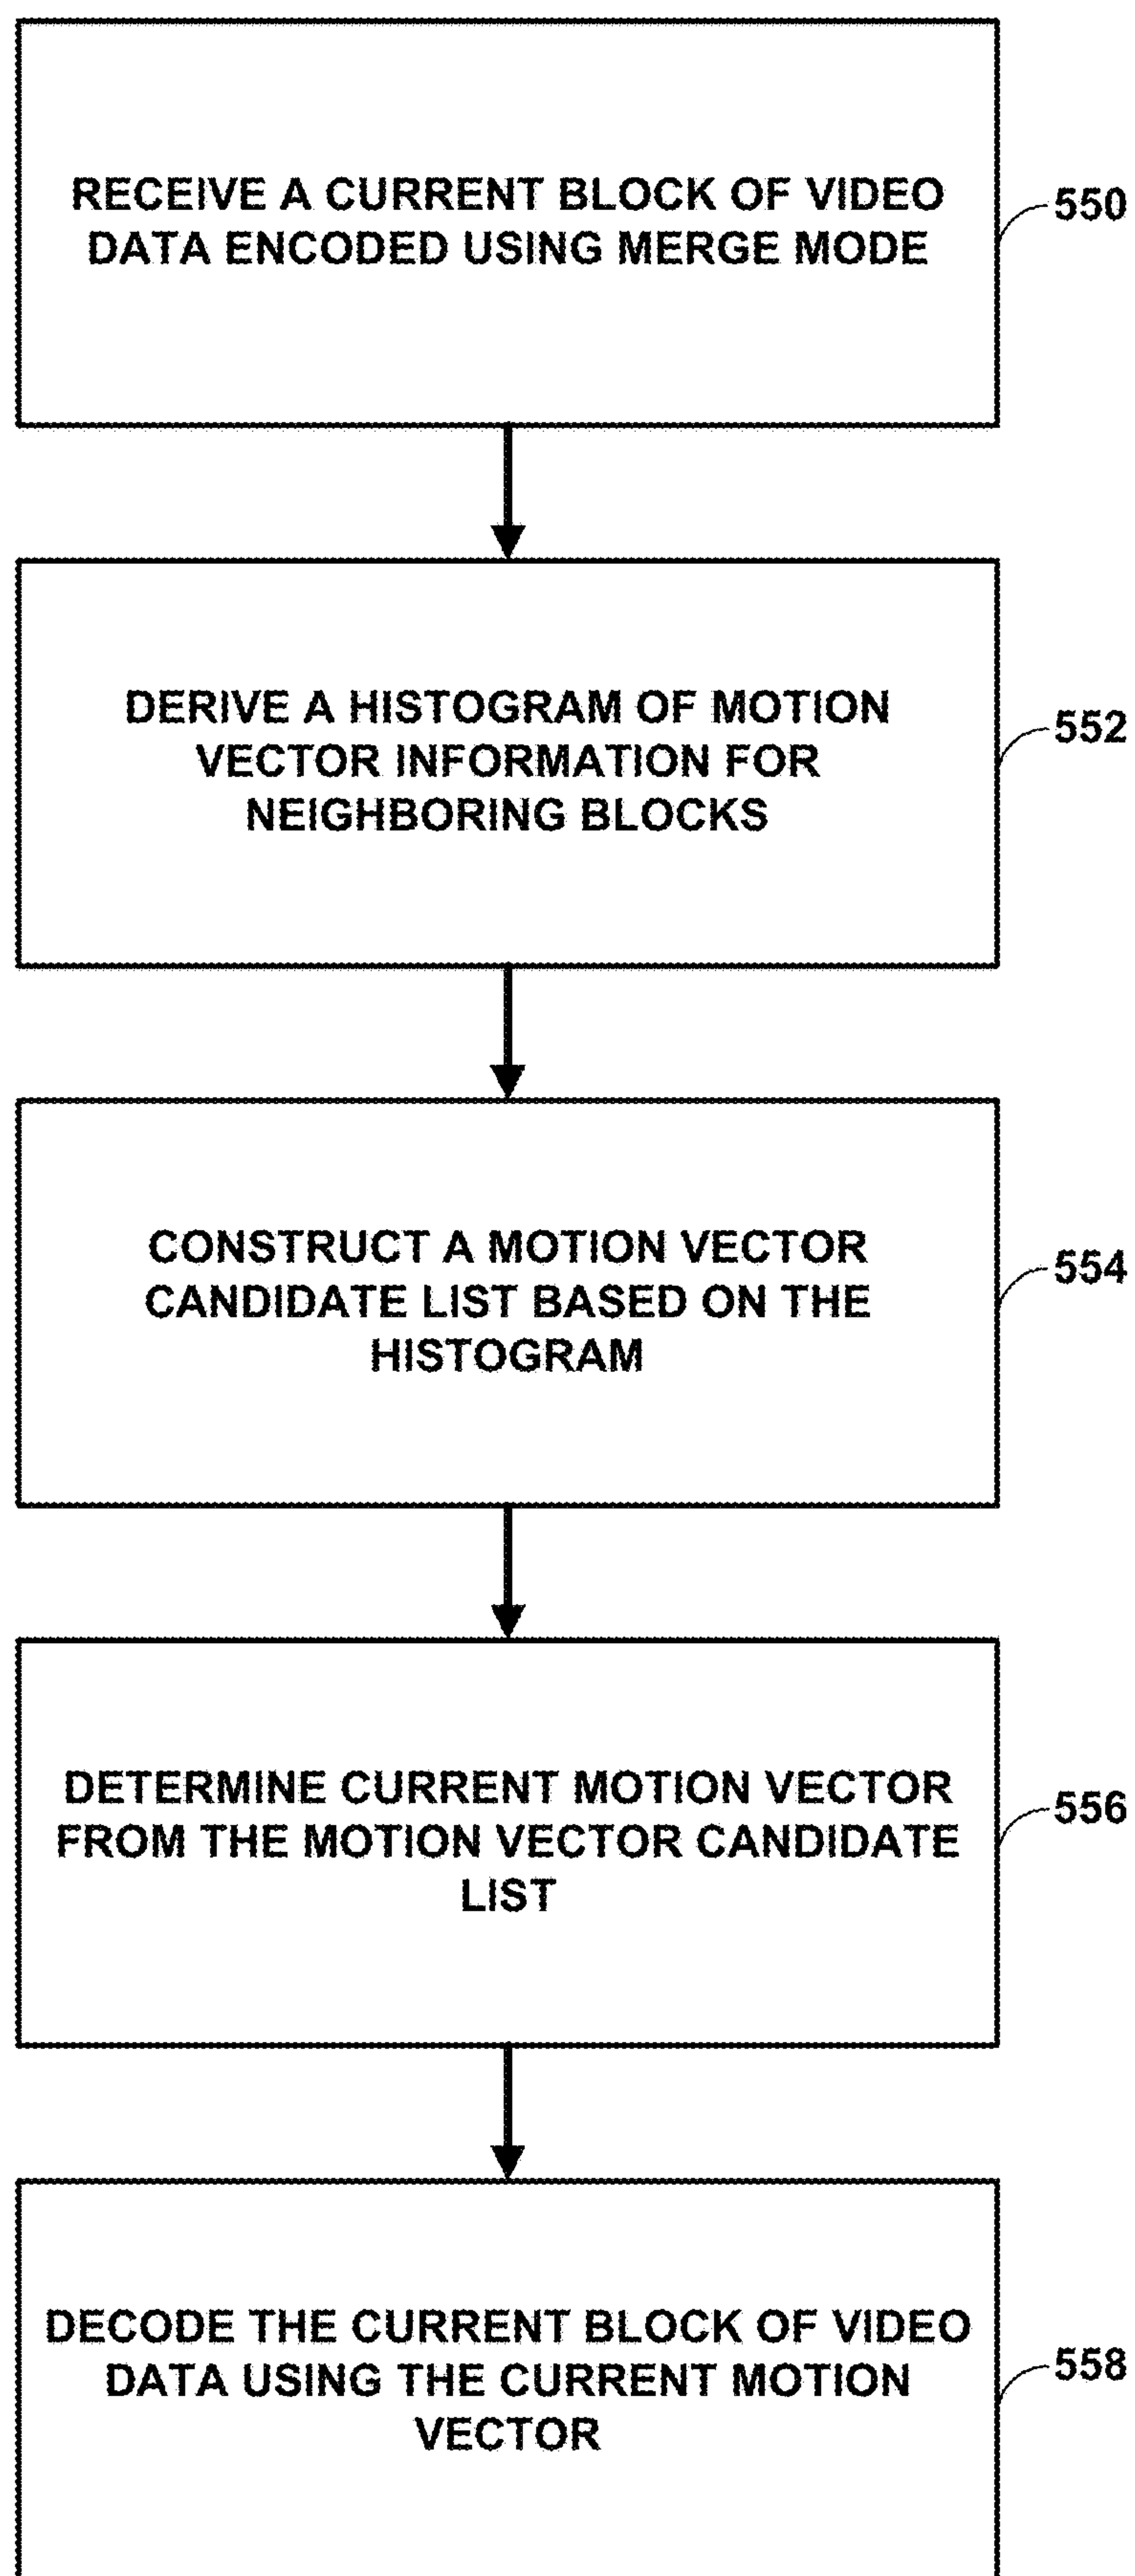 RECEIVE A CURRENT BLOCK OF VIDEO
DATA ENCODED USING MERGE MODE
550
DERIVE A HISTOGRAM OF MOTION
VECTOR INFORMATION FOR
NEIGHBORING BLOCKS
552
CONSTRUCT A MOTION VECTOR
CANDIDATE LIST BASED ON THE
HISTOGRAM
554
DETERMINE CURRENT MOTION VECTOR
FROM THE MOTION VECTOR CANDIDATE
LIST
556
DECODE THE CURRENT BLOCK OF VIDEO
DATA USING THE CURRENT MOTION
VECTOR
558